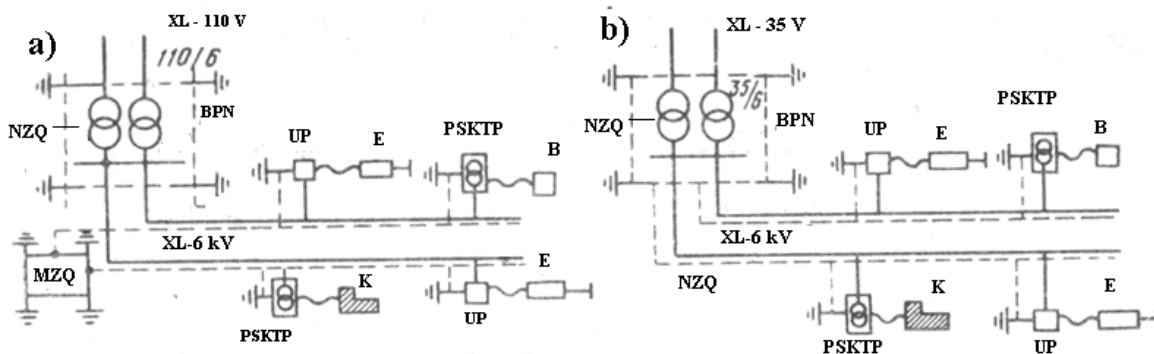 a)
XL - 110 V
110/6
BPN
NZQ
UP
E
PSKTP
B
XL-6 kV
MZQ
E
K
PSKTP
UP
b)
XL - 35 V
35/6
BPN
NZQ
UP
E
PSKTP
B
XL-6 kV
NZQ
K
E
PSKTP
UP